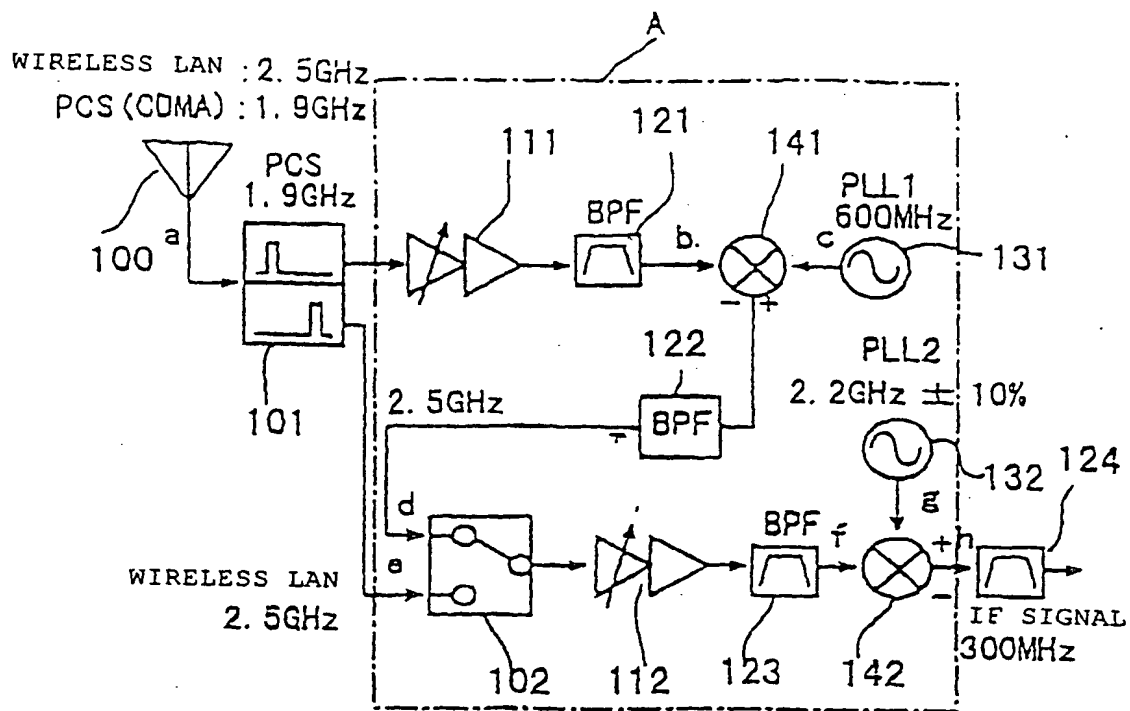 A
WIRELESS LAN : 2.5GHz
PCS (CDMA) : 1.9GHz
PCS
1.9GHz
111
121
141
PLL1
600MHz
BPF
a
100
b.
c
131
- +
101
122
PLL2
2.2GHz ± 10%
2.5GHz
BPF
132
124
d
g
BPF
f
+ h
e
-
WIRELESS LAN
2.5GHz
IF SIGNAL
300MHz
102
112
123
142